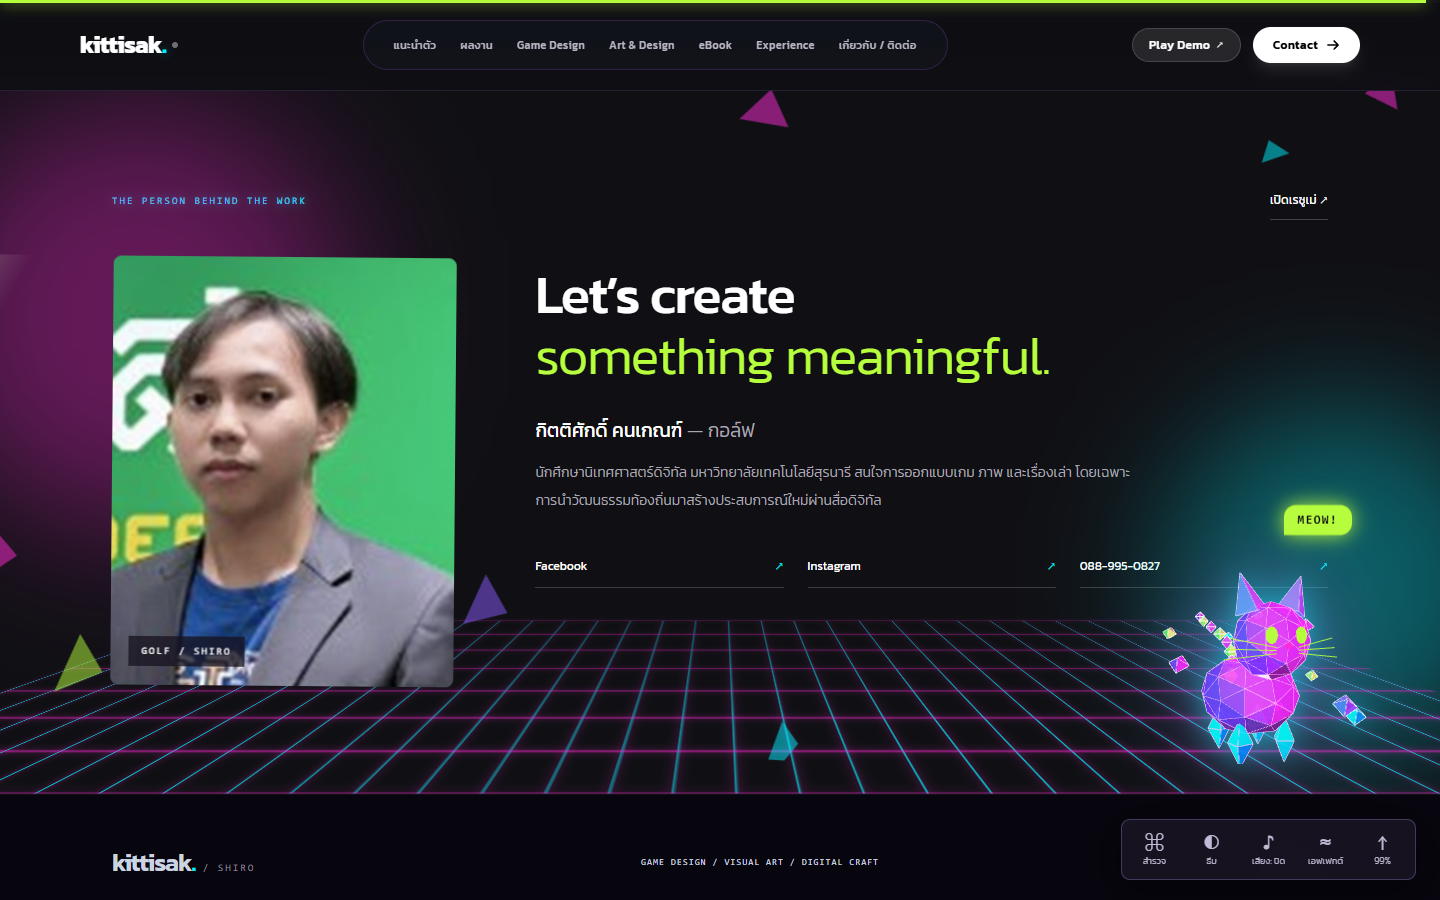 kittisak.
แนะนำตัว
ผลงาน
Game Design
Art & Design
eBook
Experience
เกี่ยวกับ / ติดต่อ
Play Demo ↗
Contact →
THE PERSON BEHIND THE WORK
เปิดเรซูเม่ ↗
GOLF / SHIRO
Let’s create
something meaningful.
กิตติศักดิ์ คนเกณฑ์ — กอล์ฟ
นักศึกษานิเทศศาสตร์ดิจิทัล มหาวิทยาลัยเทคโนโลยีสุรนารี สนใจการออกแบบเกม ภาพ และเรื่องเล่า โดยเฉพาะ
การนำวัฒนธรรมท้องถิ่นมาสร้างประสบการณ์ใหม่ผ่านสื่อดิจิทัล
MEOW!
Facebook ↗
Instagram ↗
088-995-0827 ↗
kittisak. / SHIRO
GAME DESIGN / VISUAL ART / DIGITAL CRAFT
สำรวจ
ธีม
เสียง: ปิด
เอฟเฟกต์
99%